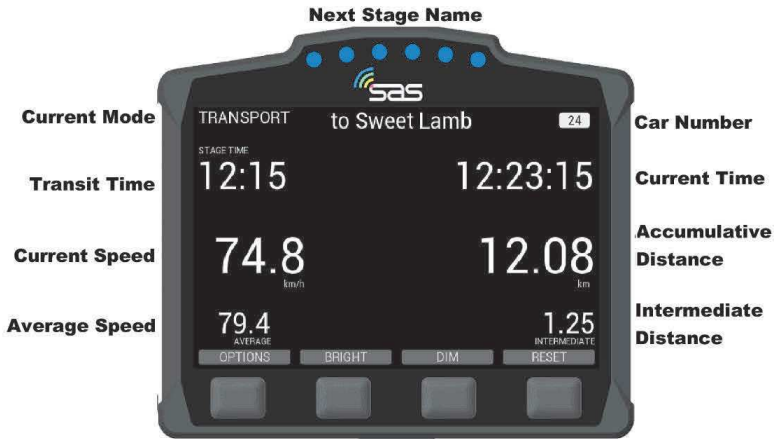 Next Stage Name
sas
Current Mode
TRANSPORT to Sweet Lamb 24
Car Number
STAGE TIME
Transit Time
12:15 12:23:15
Current Time
Current Speed
74.8
km/h
12.08
km
Accumulative
Distance
Average Speed
79.4
AVERAGE
1.25
INTERMEDIATE
Intermediate
Distance
OPTIONS BRIGHT DIM RESET